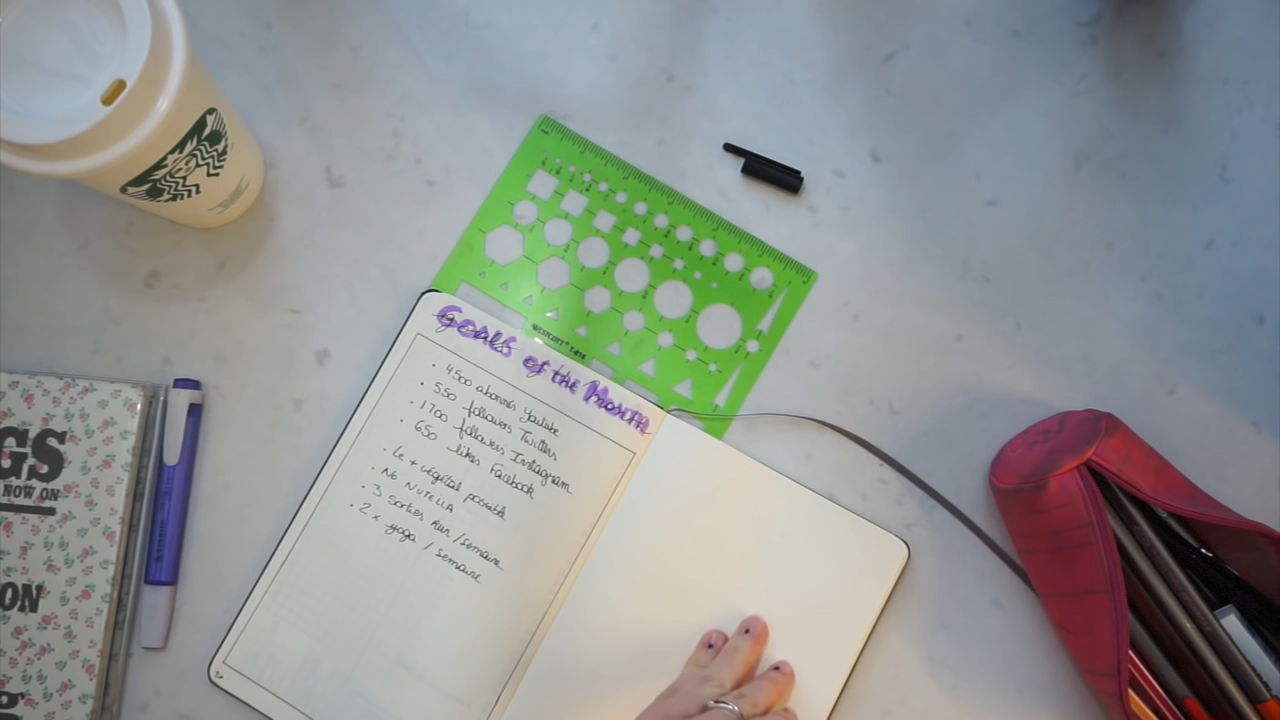 Goals of the Month
• 4500 abonnés Youtube
• 550 followers Twitter
• 1700 followers Instagram
• 650 likes Facebook
• Le + végétal possible
• No NUTELLA
• 3 sorties Run / semaine
• 2 x yoga / semaine
WESTCOTT®
GS
NOW ON
ON
g